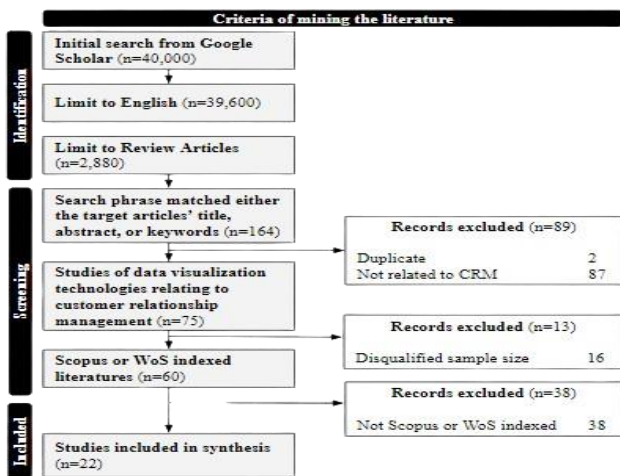 Criteria of mining the literature
Identification
Initial search from Google
Scholar (n=40,000)
Limit to English (n=39,600)
Limit to Review Articles
(n=2,880)
Screening
Search phrase matched either
the target articles' title,
abstract, or keywords (n=164)
Records excluded (n=89)
Duplicate 2
Not related to CRM 87
Studies of data visualization
technologies relating to
customer relationship
management (n=75)
Records excluded (n=13)
Disqualified sample size 16
Scopus or WoS indexed
literatures (n=60)
Records excluded (n=38)
Not Scopus or WoS indexed 38
Included
Studies included in synthesis
(n=22)